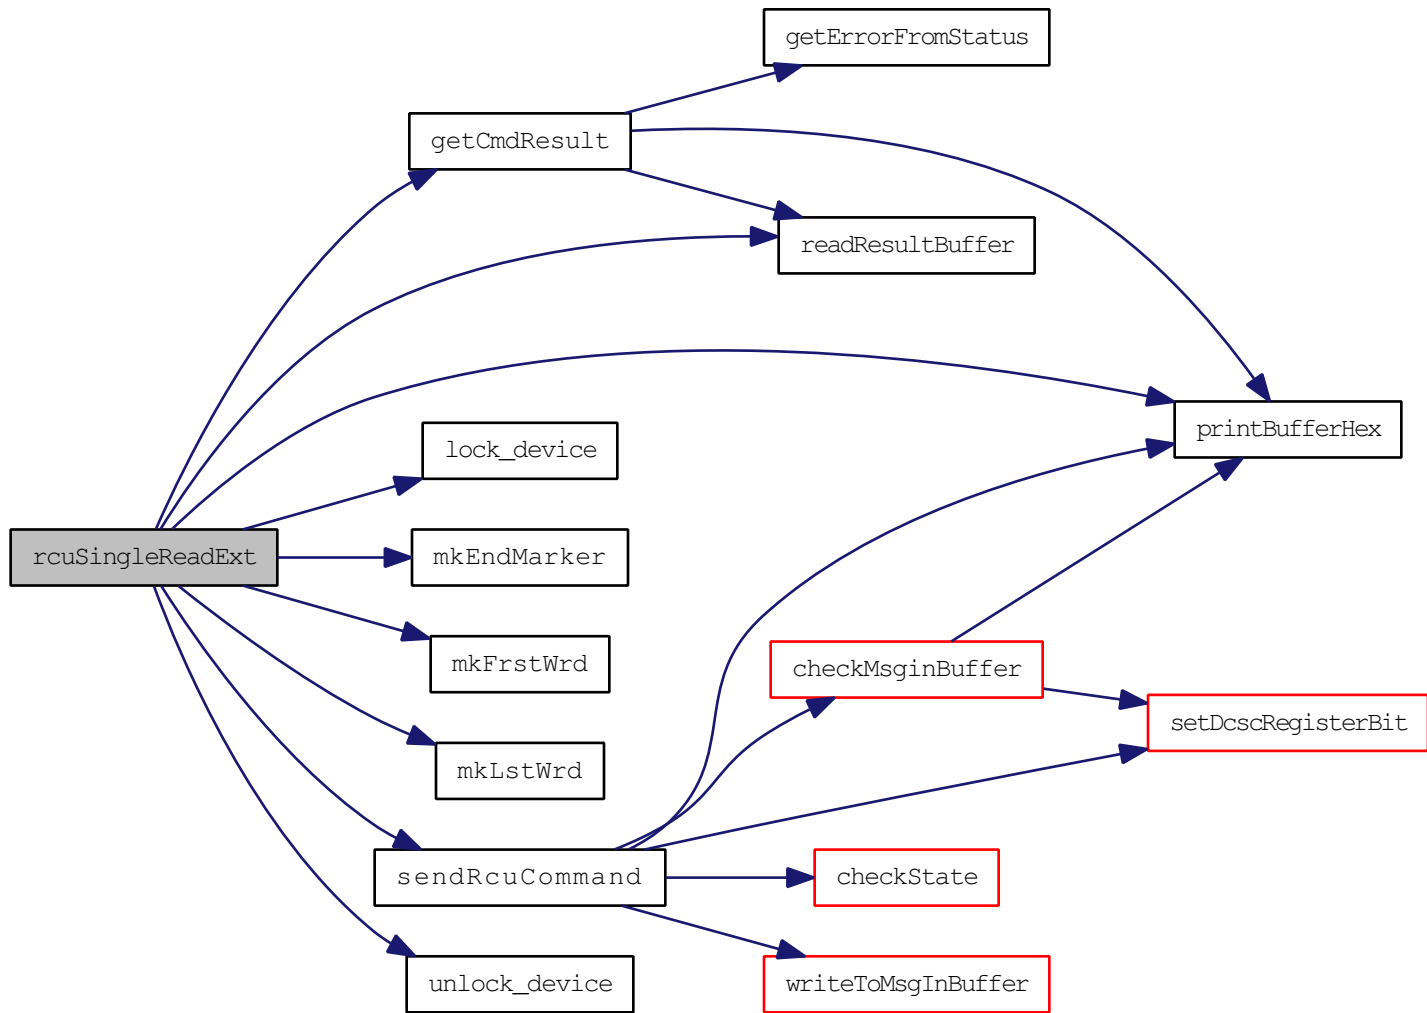 getErrorFromStatus
getCmdResult
readResultBuffer
printBufferHex
lock_device
rcuSingleReadExt
mkEndMarker
mkFrstWrd
checkMsginBuffer
setDcscRegisterBit
mkLstWrd
sendRcuCommand
checkState
unlock_device
writeToMsgInBuffer